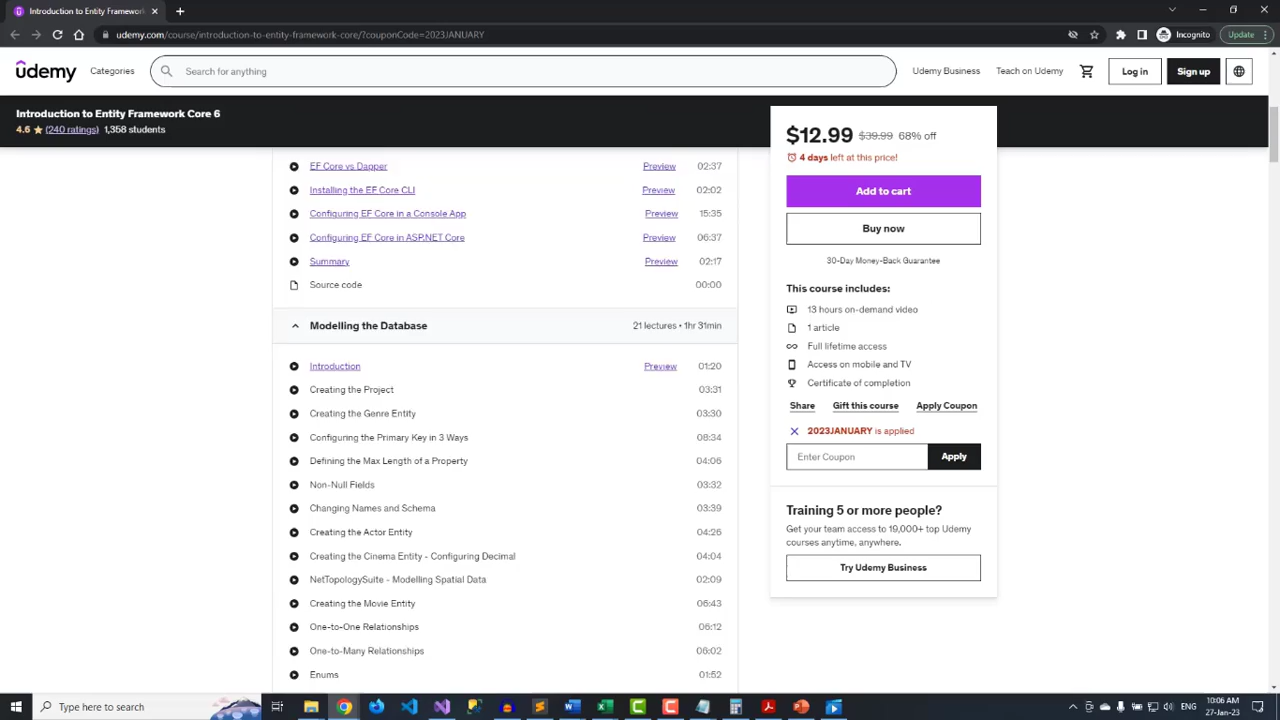 Introduction to Entity Framewor
udemy.com/course/introduction-to-entity-framework-core/?couponCode=2023JANUARY
Incognito
Update
udemy
Categories
Search for anything
Udemy Business
Teach on Udemy
Log in
Sign up
Introduction to Entity Framework Core 6
4.6 ★ (240 ratings) 1,358 students
EF Core vs Dapper Preview 02:37
Installing the EF Core CLI Preview 02:02
Configuring EF Core in a Console App Preview 15:35
Configuring EF Core in ASP.NET Core Preview 06:37
Summary Preview 02:17
Source code 00:00
Modelling the Database 21 lectures • 1hr 31min
Introduction Preview 01:20
Creating the Project 03:31
Creating the Genre Entity 03:30
Configuring the Primary Key in 3 Ways 08:34
Defining the Max Length of a Property 04:06
Non-Null Fields 03:32
Changing Names and Schema 03:39
Creating the Actor Entity 04:26
Creating the Cinema Entity - Configuring Decimal 04:04
NetTopologySuite - Modelling Spatial Data 02:09
Creating the Movie Entity 06:43
One-to-One Relationships 06:12
One-to-Many Relationships 06:02
Enums 01:52
$12.99 $39.99 68% off
4 days left at this price!
Add to cart
Buy now
30-Day Money-Back Guarantee
This course includes:
13 hours on-demand video
1 article
Full lifetime access
Access on mobile and TV
Certificate of completion
Share Gift this course Apply Coupon
2023JANUARY is applied
Enter Coupon Apply
Training 5 or more people?
Get your team access to 19,000+ top Udemy
courses anytime, anywhere.
Try Udemy Business
Type here to search
10:06 AM
27-Jan-23